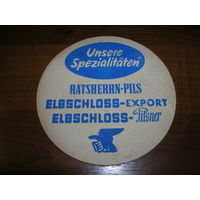 Unsere
Spezialitäten
RATSHERRN-PILS
ELBSCHLOSS-EXPORT
ELBSCHLOSS-Pilsner